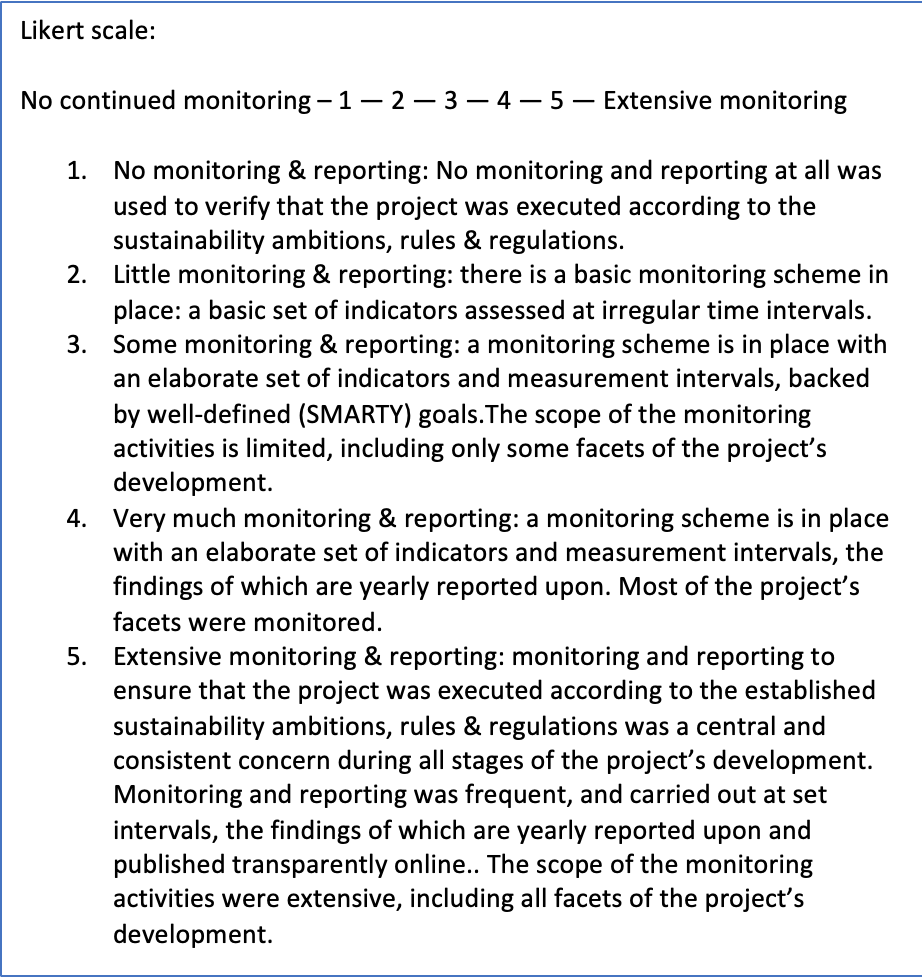 Likert scale:
No continued monitoring – 1 — 2 — 3 — 4 — 5 — Extensive monitoring
1. No monitoring & reporting: No monitoring and reporting at all was
used to verify that the project was executed according to the
sustainability ambitions, rules & regulations.
2. Little monitoring & reporting: there is a basic monitoring scheme in
place: a basic set of indicators assessed at irregular time intervals.
3. Some monitoring & reporting: a monitoring scheme is in place with
an elaborate set of indicators and measurement intervals, backed
by well-defined (SMARTY) goals.The scope of the monitoring
activities is limited, including only some facets of the project’s
development.
4. Very much monitoring & reporting: a monitoring scheme is in place
with an elaborate set of indicators and measurement intervals, the
findings of which are yearly reported upon. Most of the project’s
facets were monitored.
5. Extensive monitoring & reporting: monitoring and reporting to
ensure that the project was executed according to the established
sustainability ambitions, rules & regulations was a central and
consistent concern during all stages of the project’s development.
Monitoring and reporting was frequent, and carried out at set
intervals, the findings of which are yearly reported upon and
published transparently online.. The scope of the monitoring
activities were extensive, including all facets of the project’s
development.